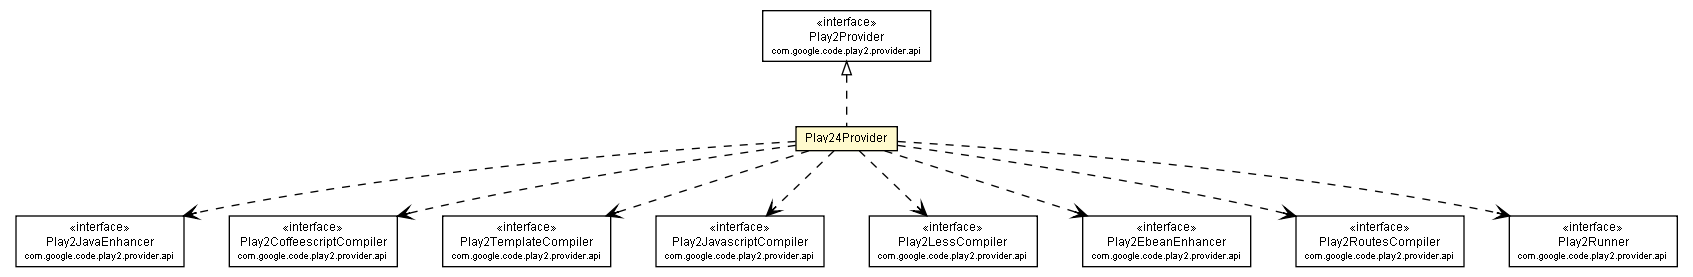 «interface»
Play2Provider
com.google.code.play2.provider.api
Play24Provider
«interface»
Play2JavaEnhancer
com.google.code.play2.provider.api
«interface»
Play2CoffeescriptCompiler
com.google.code.play2.provider.api
«interface»
Play2TemplateCompiler
com.google.code.play2.provider.api
«interface»
Play2JavascriptCompiler
com.google.code.play2.provider.api
«interface»
Play2LessCompiler
com.google.code.play2.provider.api
«interface»
Play2EbeanEnhancer
com.google.code.play2.provider.api
«interface»
Play2RoutesCompiler
com.google.code.play2.provider.api
«interface»
Play2Runner
com.google.code.play2.provider.api